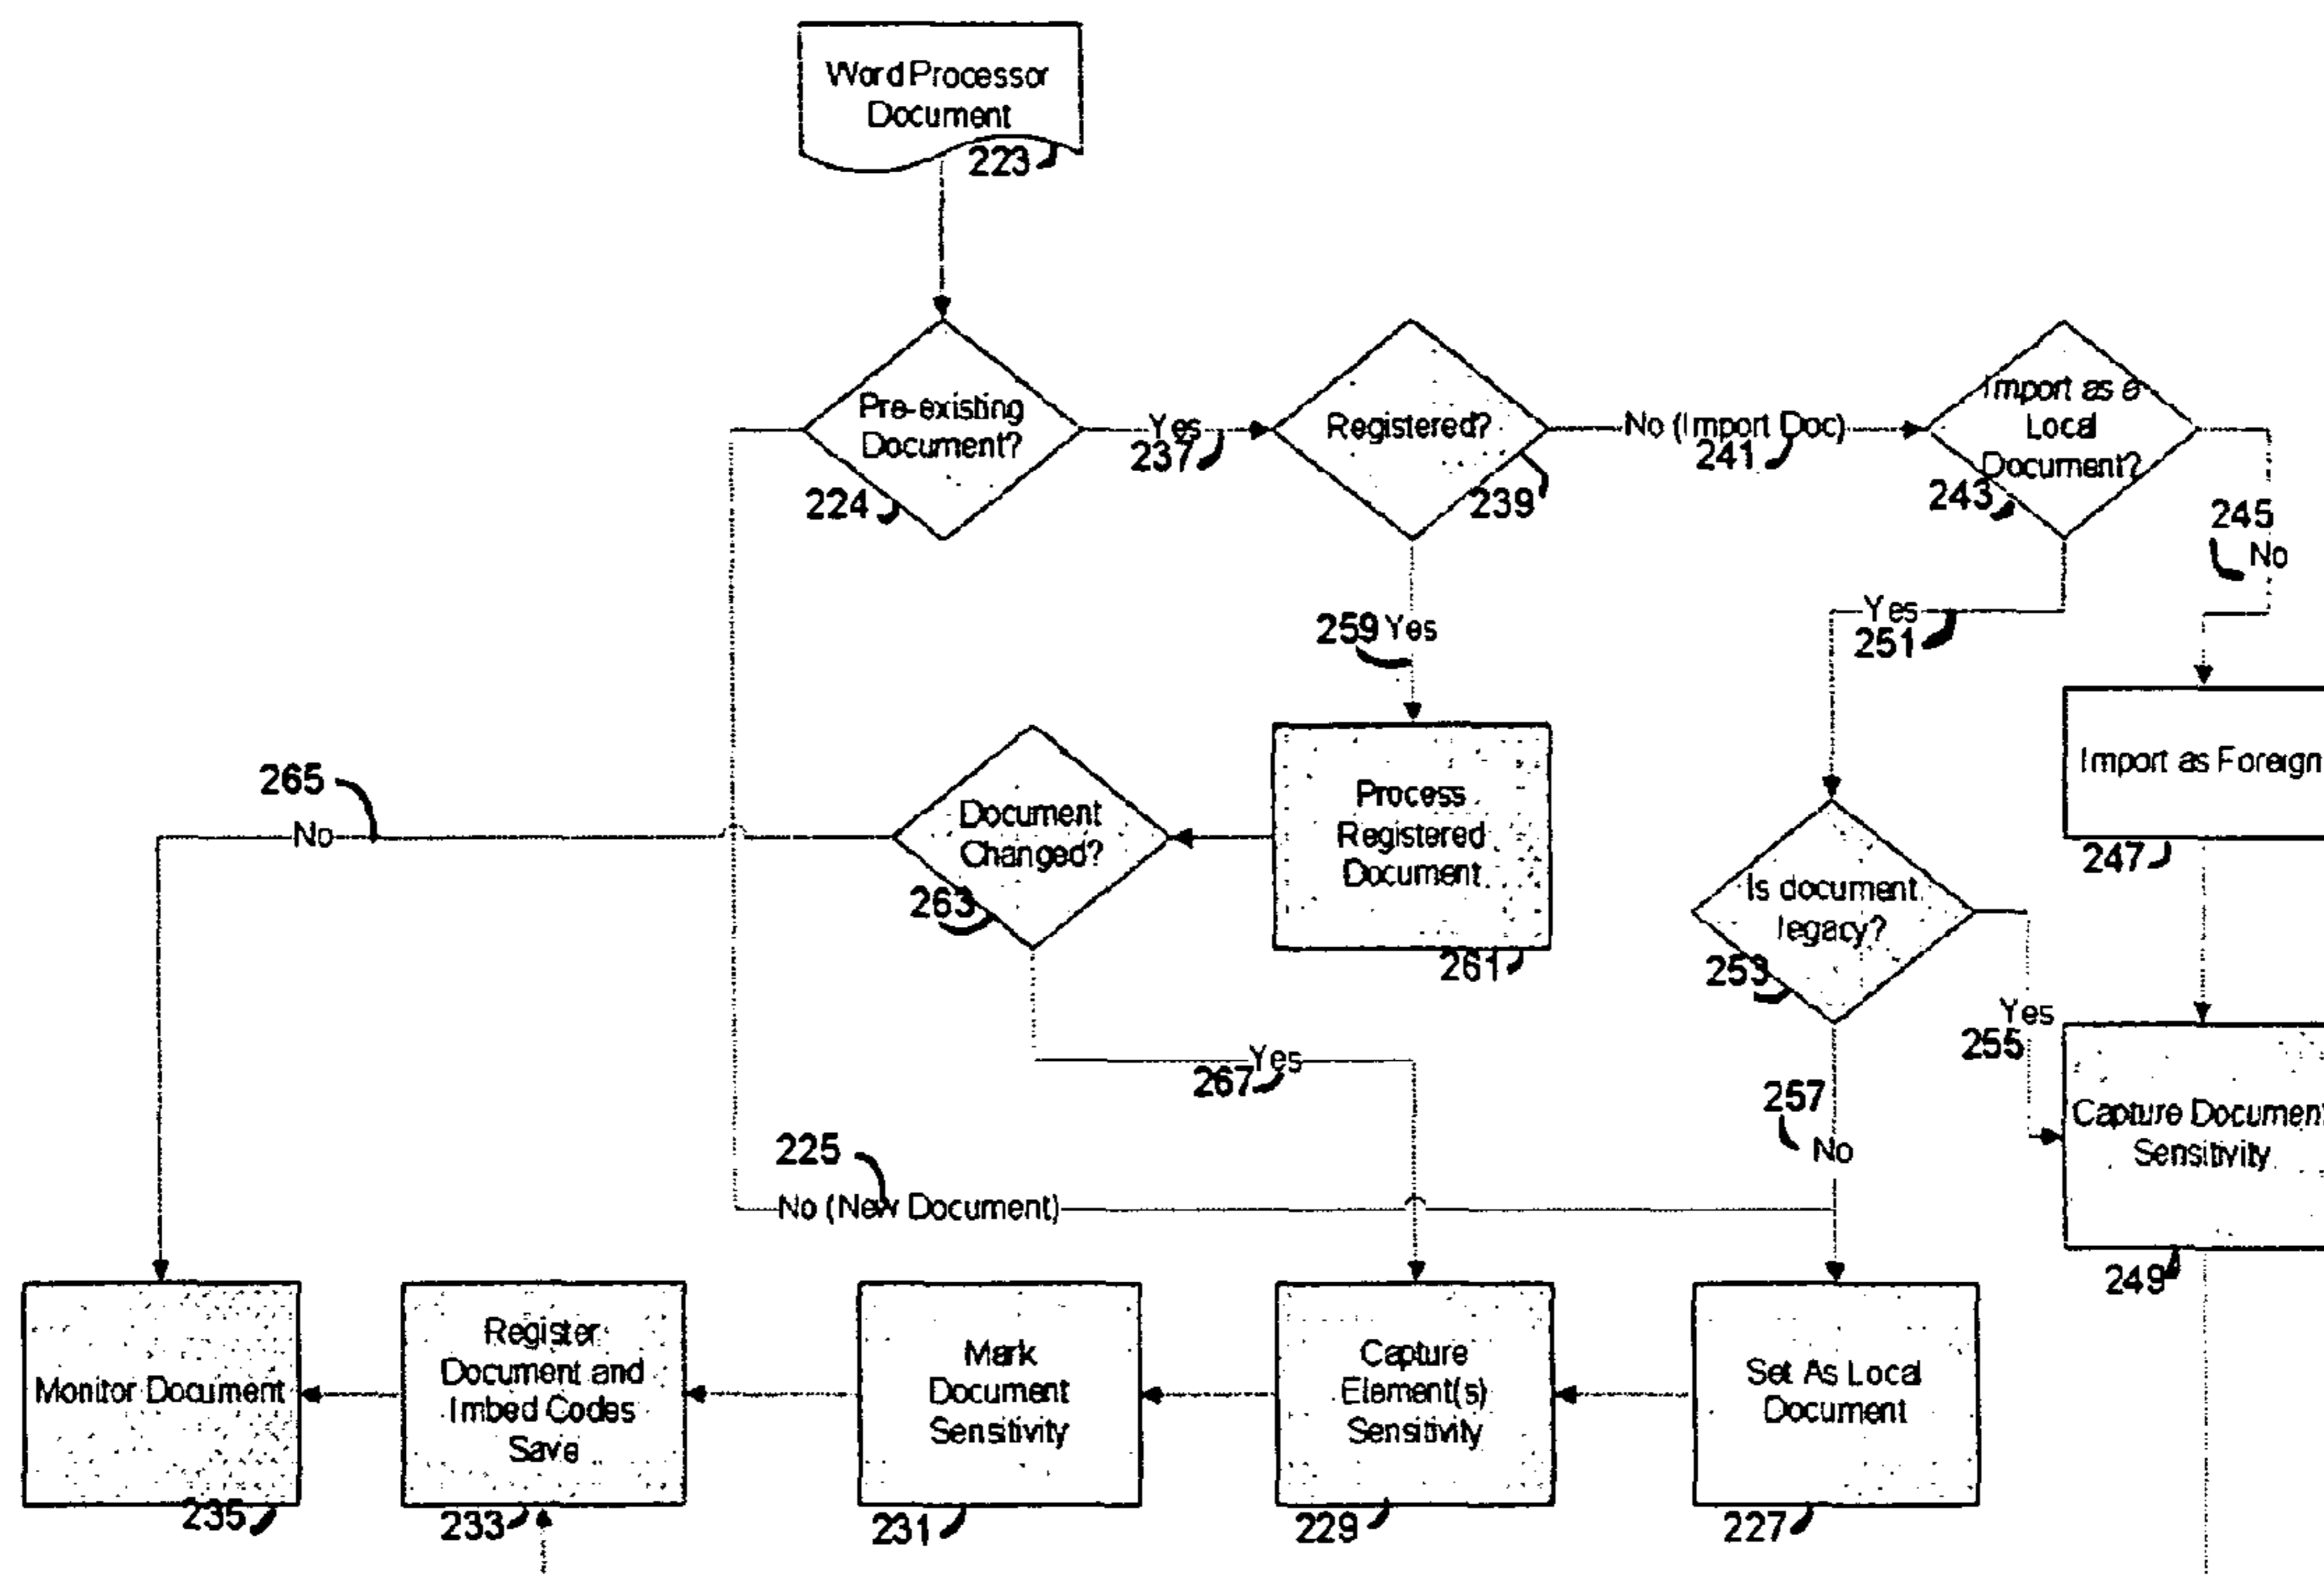 Word Processor
Document
223
Pre-existing
Document?
224
Yes
237
Registered?
239
No (Import Doc)
241
Import as a
Local
Document?
243
245
No
Yes
251
259 Yes
Import as Foreign
247
265
No
Document
Changed?
263
Process
Registered
Document
261
Is document
legacy?
253
Yes
255
Yes
267
257
No
Capture Document
Sensitivity
249
225
No (New Document)
Monitor Document
235
Register
Document and
Imbed Codes
Save
233
Mark
Document
Sensitivity
231
Capture
Element(s)
Sensitivity
229
Set As Local
Document
227